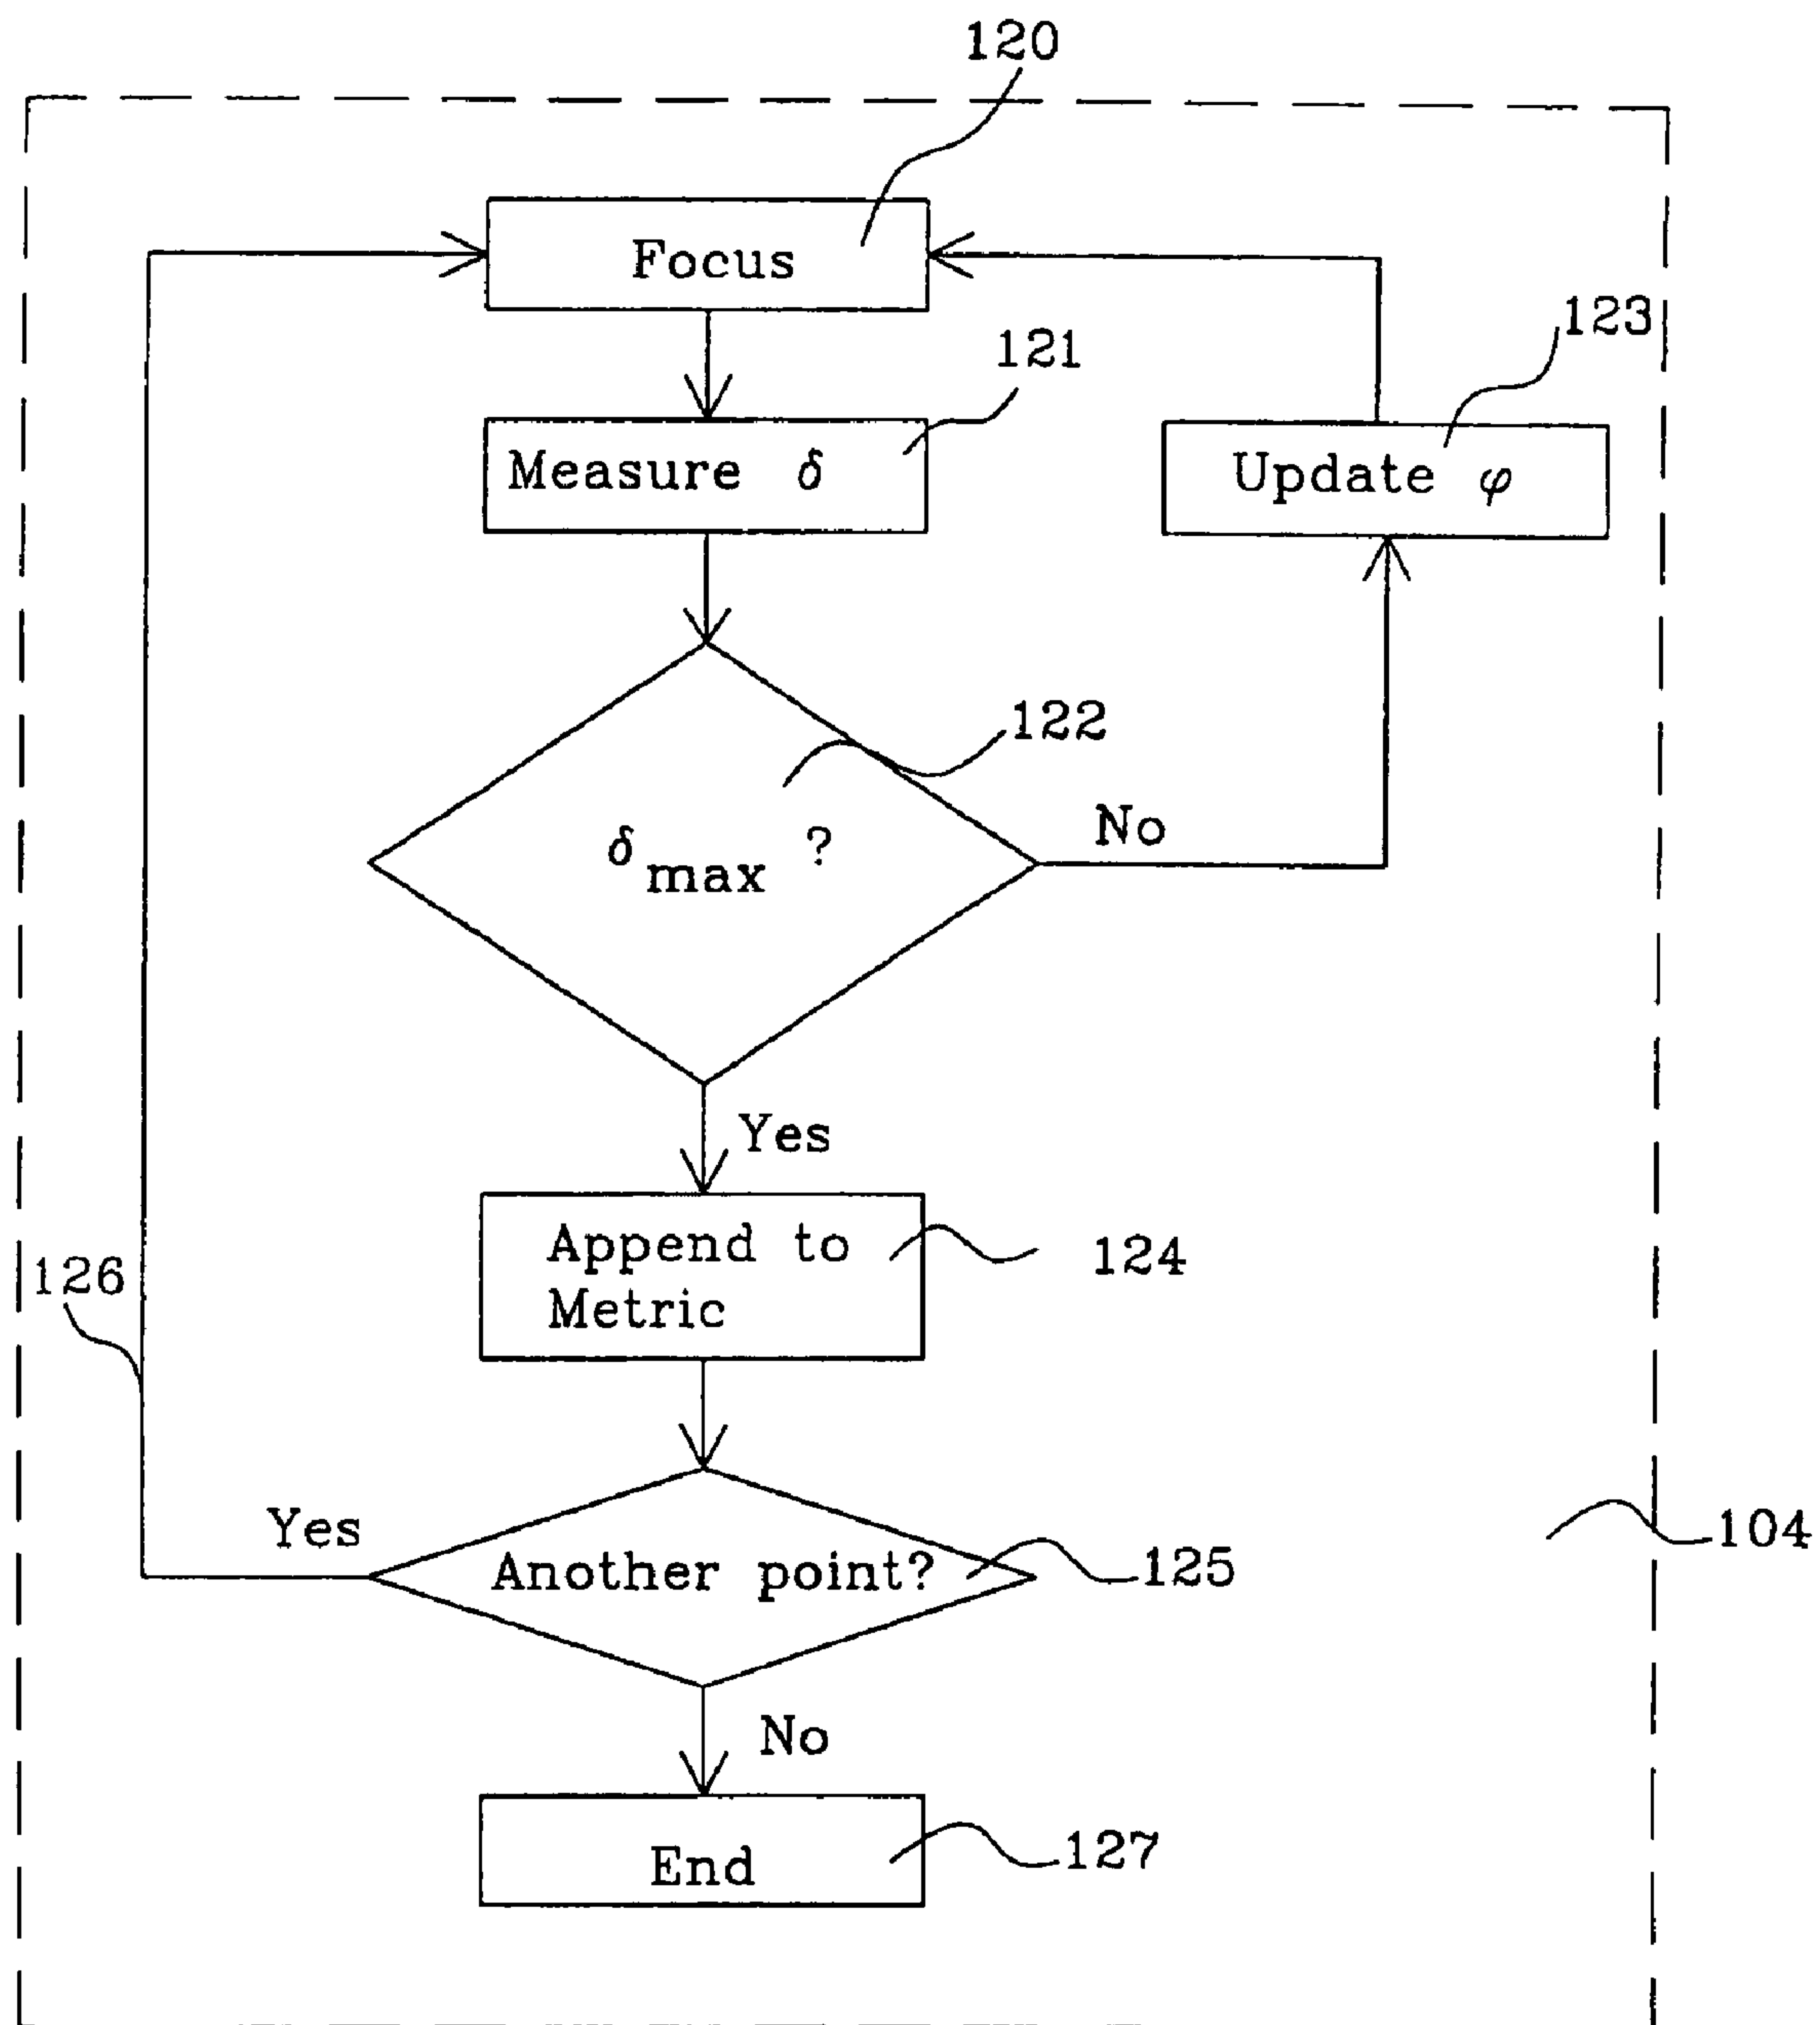 120
Focus
121
123
Measure δ
Update φ
122
δmax ?
No
Yes
Append to
Metric
124
126
Yes
Another point?
125
104
No
End
127